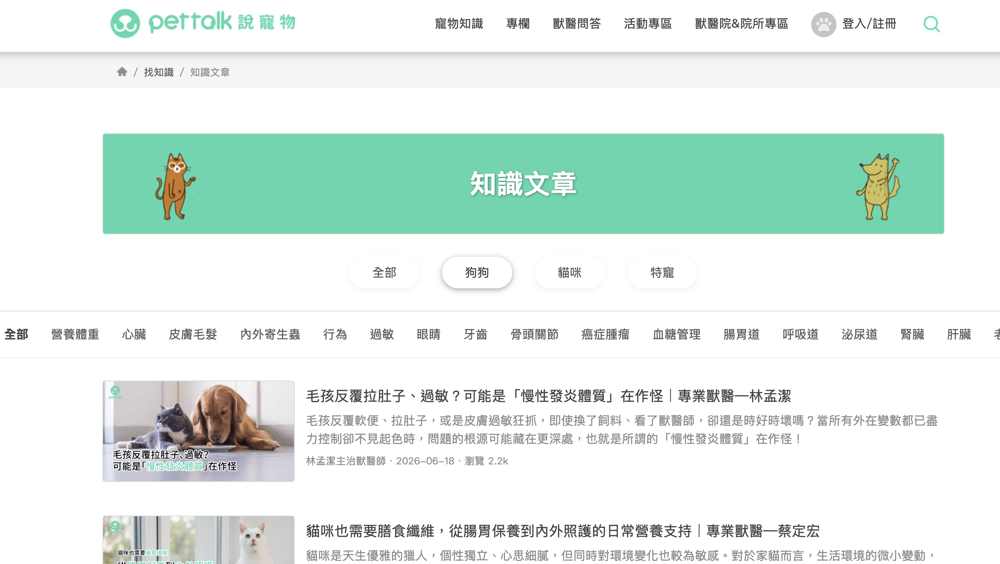 pettalk 說寵物
寵物知識 專欄 獸醫問答 活動專區 獸醫院&院所專區 登入/註冊
/ 找知識 / 知識文章
知識文章
全部 狗狗 貓咪 特寵
全部 營養體重 心臟 皮膚毛髮 內外寄生蟲 行為 過敏 眼睛 牙齒 骨頭關節 癌症腫瘤 血糖管理 腸胃道 呼吸道 泌尿道 腎臟 肝臟
pettalk
毛孩反覆拉肚子、過敏?
可能是「慢性發炎體質」在作怪
毛孩反覆拉肚子、過敏？可能是「慢性發炎體質」在作怪｜專業獸醫—林孟潔
毛孩反覆軟便、拉肚子，或是皮膚過敏狂抓，即使換了飼料、看了獸醫師，卻還是時好時壞嗎？當所有外在變數都已盡
力控制卻不見起色時，問題的根源可能藏在更深處，也就是所謂的「慢性發炎體質」在作怪！
林孟潔主治獸醫師 · 2026-06-18 · 瀏覽 2.2k
pettalk
貓咪也需要膳食纖維
貓咪也需要膳食纖維，從腸胃保養到內外照護的日常營養支持｜專業獸醫—蔡定宏
貓咪是天生優雅的獵人，個性獨立、心思細膩，但同時對環境變化也較為敏感。對於家貓而言，生活環境的微小變動，